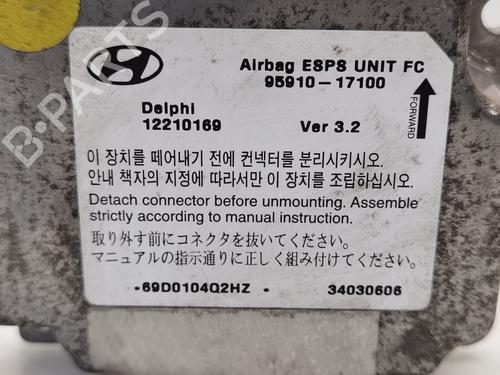 Airbag ESPS UNIT FC
95910-17100
Delphi
12210169
Ver 3.2
FORWARD
이 장치를 떼어내기 전에 컨넥터를 분리시키시오.
안내 책자의 지정에 따라서만 이 장치를 조립하십시오.
Detach connector before unmounting. Assemble
strictly according to manual instruction.
取り外す前にコネクタを抜いてください。
マニュアルの指示通りに正しく組み付けてください。
-69D0104Q2HZ -
34030606
B-PARTS